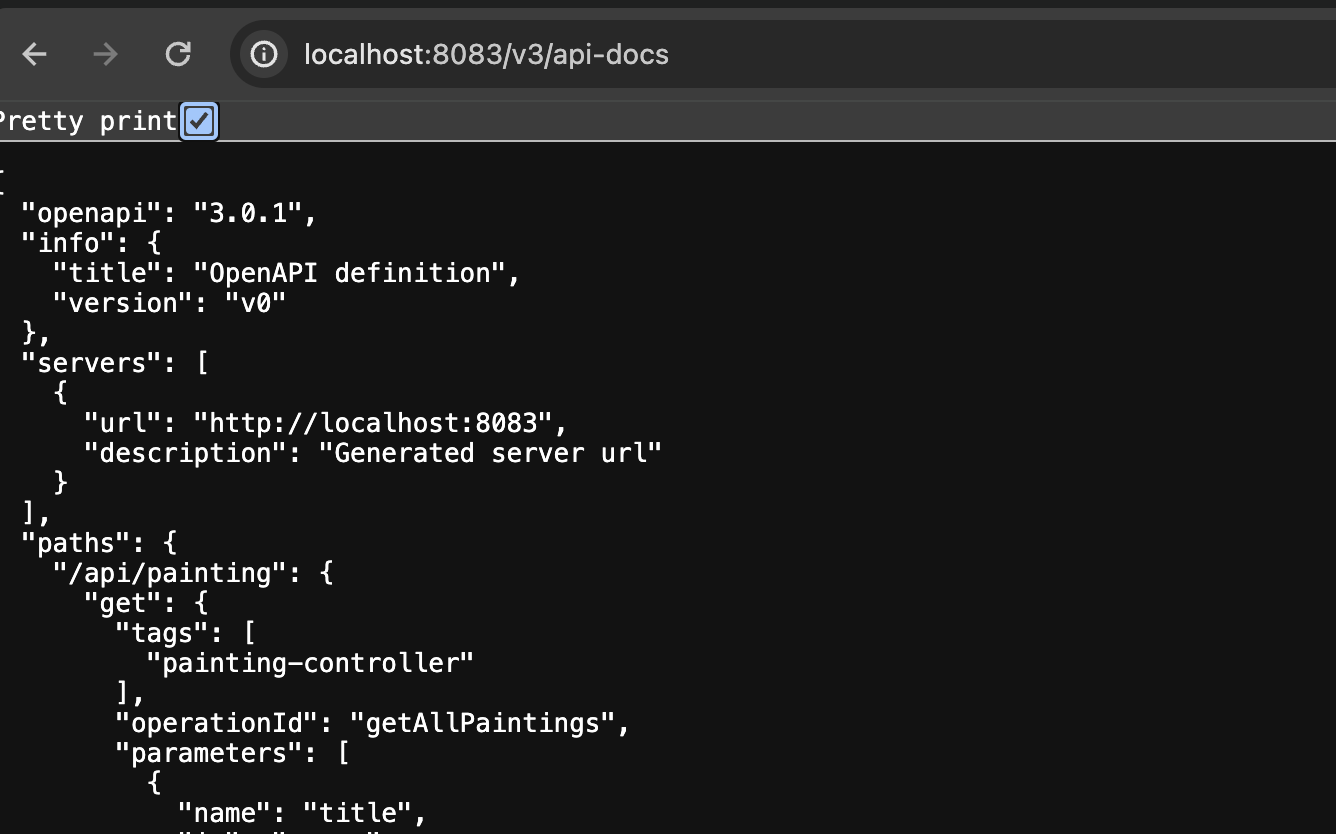 localhost:8083/v3/api-docs
Pretty print
{
"openapi": "3.0.1",
"info": {
"title": "OpenAPI definition",
"version": "v0"
},
"servers": [
{
"url": "http://localhost:8083",
"description": "Generated server url"
}
],
"paths": {
"/api/painting": {
"get": {
"tags": [
"painting-controller"
],
"operationId": "getAllPaintings",
"parameters": [
{
"name": "title",